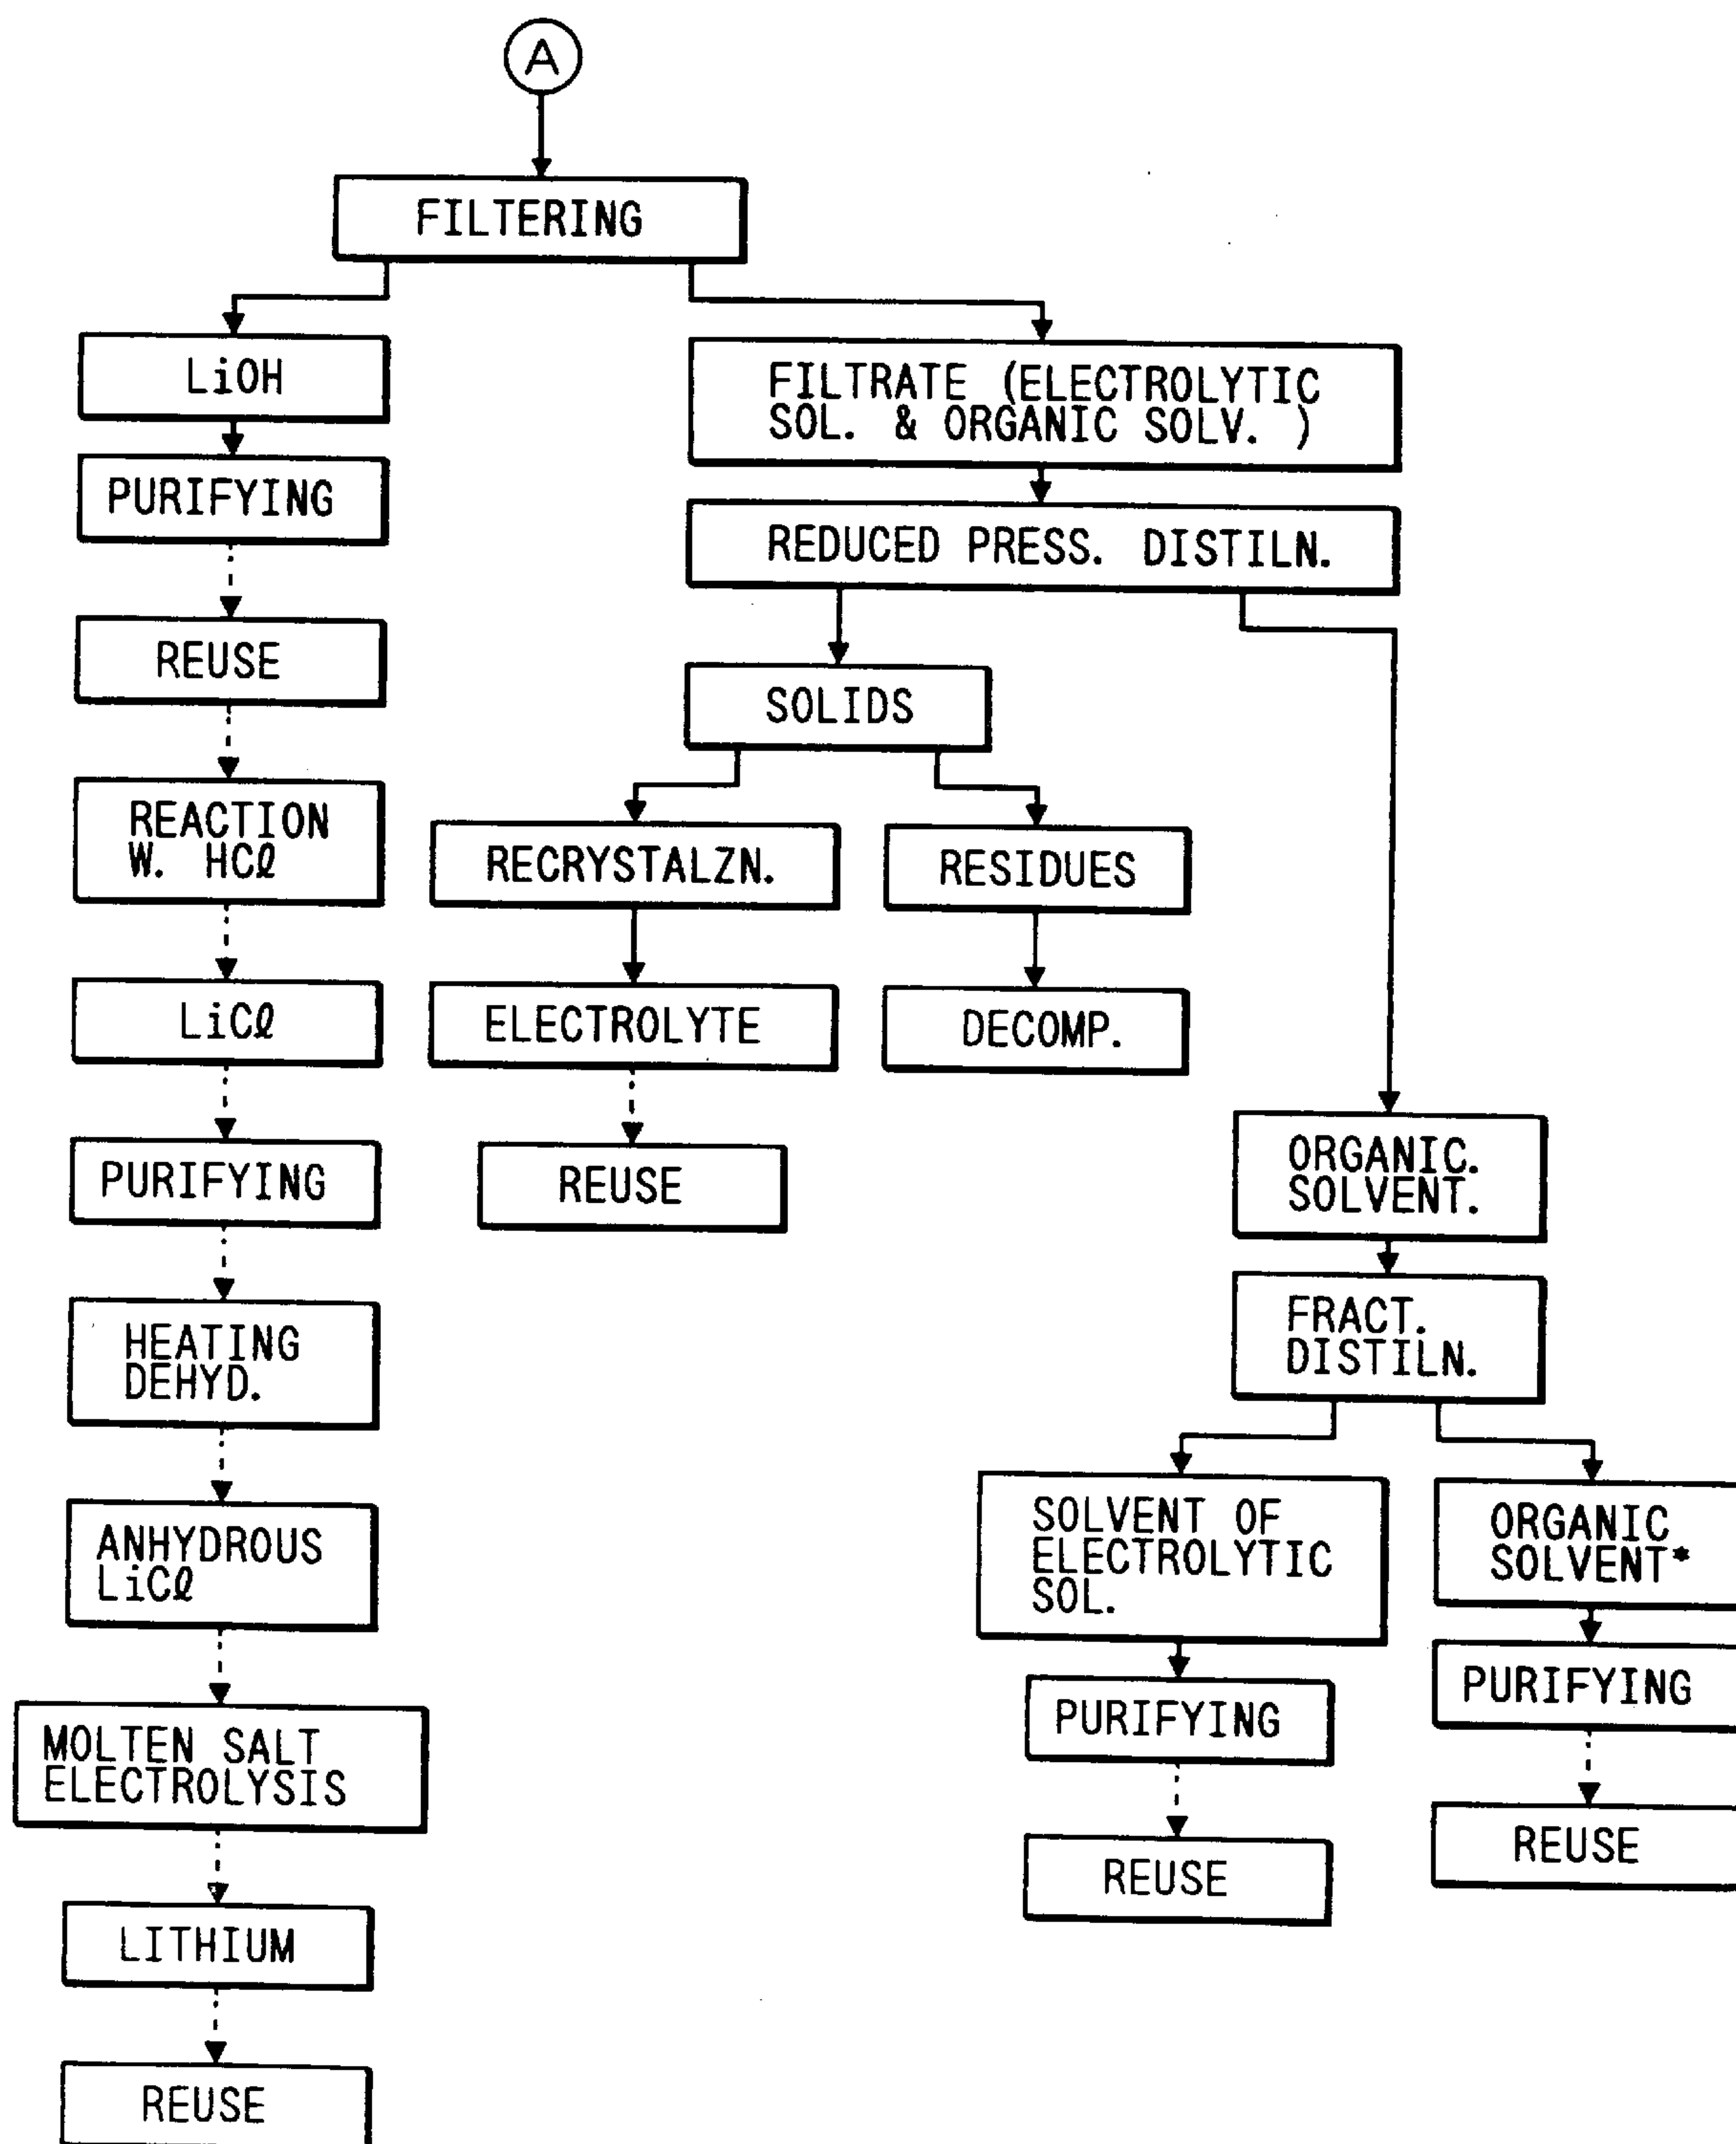 A
FILTERING
LiOH
PURIFYING
REUSE
REACTION
W. HCℓ
LiCℓ
PURIFYING
HEATING
DEHYD.
ANHYDROUS
LiCℓ
MOLTEN SALT
ELECTROLYSIS
LITHIUM
REUSE
FILTRATE (ELECTROLYTIC
SOL. & ORGANIC SOLV. )
REDUCED PRESS. DISTILN.
SOLIDS
RECRYSTALZN.
ELECTROLYTE
REUSE
RESIDUES
DECOMP.
ORGANIC.
SOLVENT.
FRACT.
DISTILN.
SOLVENT OF
ELECTROLYTIC
SOL.
PURIFYING
REUSE
ORGANIC
SOLVENT*
PURIFYING
REUSE